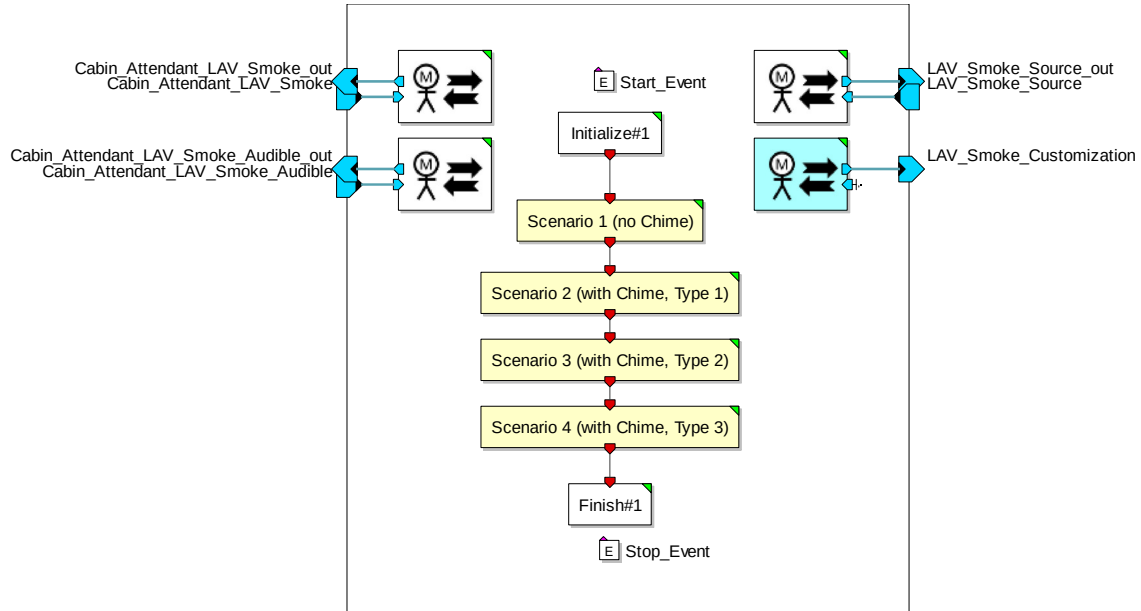 Cabin_Attendant_LAV_Smoke_out
Cabin_Attendant_LAV_Smoke
M
M
LAV_Smoke_Source_out
LAV_Smoke_Source
E Start_Event
Initialize#1
Cabin_Attendant_LAV_Smoke_Audible_out
Cabin_Attendant_LAV_Smoke_Audible
M
M
LAV_Smoke_Customization
Scenario 1 (no Chime)
Scenario 2 (with Chime, Type 1)
Scenario 3 (with Chime, Type 2)
Scenario 4 (with Chime, Type 3)
Finish#1
E Stop_Event